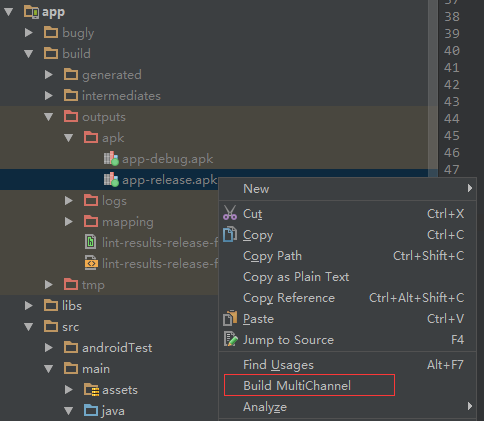 app
bugly
build
generated
intermediates
outputs
apk
app-debug.apk
app-release.apk
logs
mapping
lint-results-release-f
lint-results-release-f
tmp
libs
src
androidTest
main
assets
java
37
38
39
40
41
42
43
44
45
46
47
New
Cut Ctrl+X
Copy Ctrl+C
Copy Path Ctrl+Shift+C
Copy as Plain Text
Copy Reference Ctrl+Alt+Shift+C
Paste Ctrl+V
Jump to Source F4
Find Usages Alt+F7
Build MultiChannel
Analyze